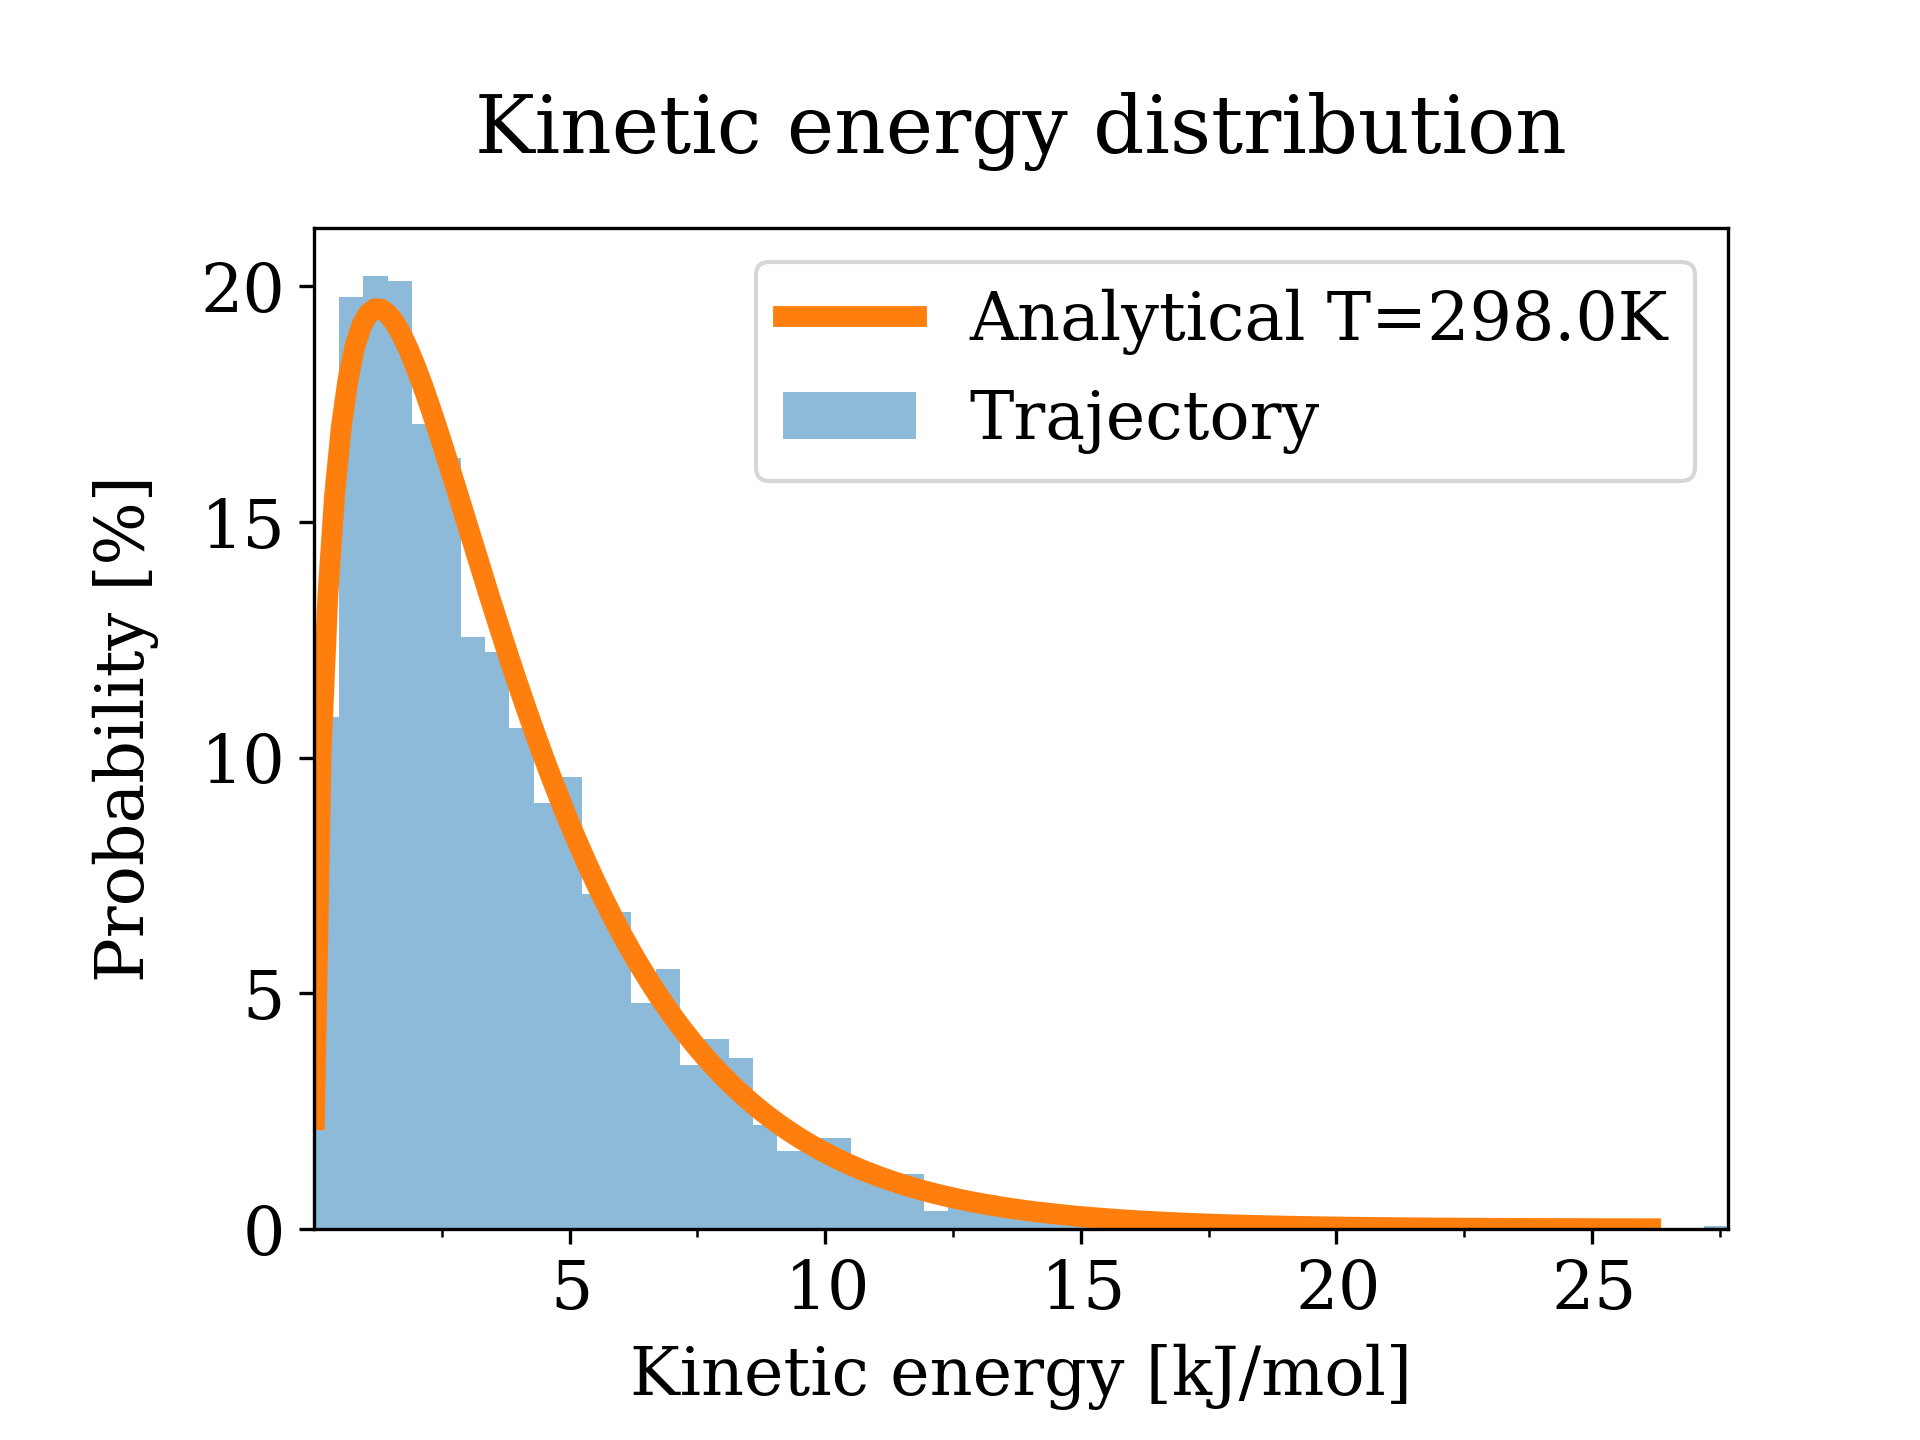 Kinetic energy distribution
Analytical T=298.0K
Trajectory
Probability [%]
20
15
10
5
0
5 10 15 20 25
Kinetic energy [kJ/mol]